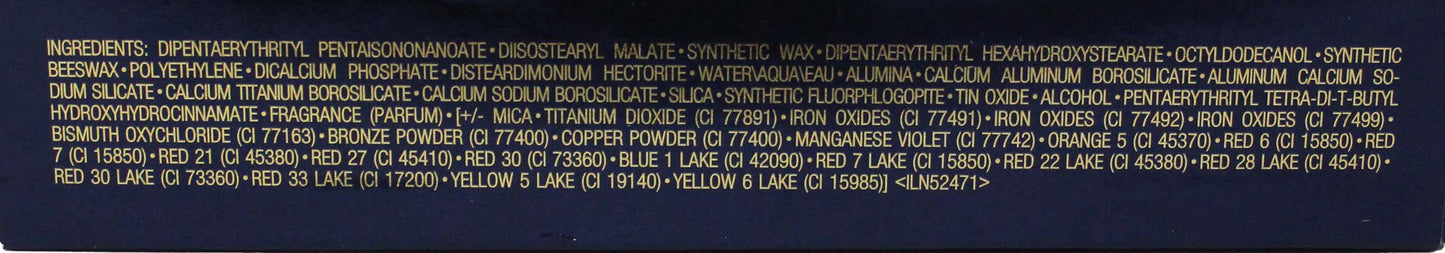 INGREDIENTS: DIPENTAERYTHRITYL PENTAISONONANOATE • DIISOSTEARYL MALATE • SYNTHETIC WAX • DIPENTAERYTHRITYL HEXAHYDROXYSTEARATE • OCTYLDODECANOL • SYNTHETIC
BEESWAX • POLYETHYLENE • DICALCIUM PHOSPHATE • DISTEARDIMONIUM HECTORITE • WATER\AQUA\EAU • ALUMINA • CALCIUM ALUMINUM BOROSILICATE • ALUMINUM CALCIUM SO-
DIUM SILICATE • CALCIUM TITANIUM BOROSILICATE • CALCIUM SODIUM BOROSILICATE • SILICA • SYNTHETIC FLUORPHLOGOPITE • TIN OXIDE • ALCOHOL • PENTAERYTHRITYL TETRA-DI-T-BUTYL
HYDROXYHYDROCINNAMATE • FRAGRANCE (PARFUM) • [+/- MICA • TITANIUM DIOXIDE (CI 77891) • IRON OXIDES (CI 77491) • IRON OXIDES (CI 77492) • IRON OXIDES (CI 77499) •
BISMUTH OXYCHLORIDE (CI 77163) • BRONZE POWDER (CI 77400) • COPPER POWDER (CI 77400) • MANGANESE VIOLET (CI 77742) • ORANGE 5 (CI 45370) • RED 6 (CI 15850) • RED
7 (CI 15850) • RED 21 (CI 45380) • RED 27 (CI 45410) • RED 30 (CI 73360) • BLUE 1 LAKE (CI 42090) • RED 7 LAKE (CI 15850) • RED 22 LAKE (CI 45380) • RED 28 LAKE (CI 45410) •
RED 30 LAKE (CI 73360) • RED 33 LAKE (CI 17200) • YELLOW 5 LAKE (CI 19140) • YELLOW 6 LAKE (CI 15985)] <ILN52471>